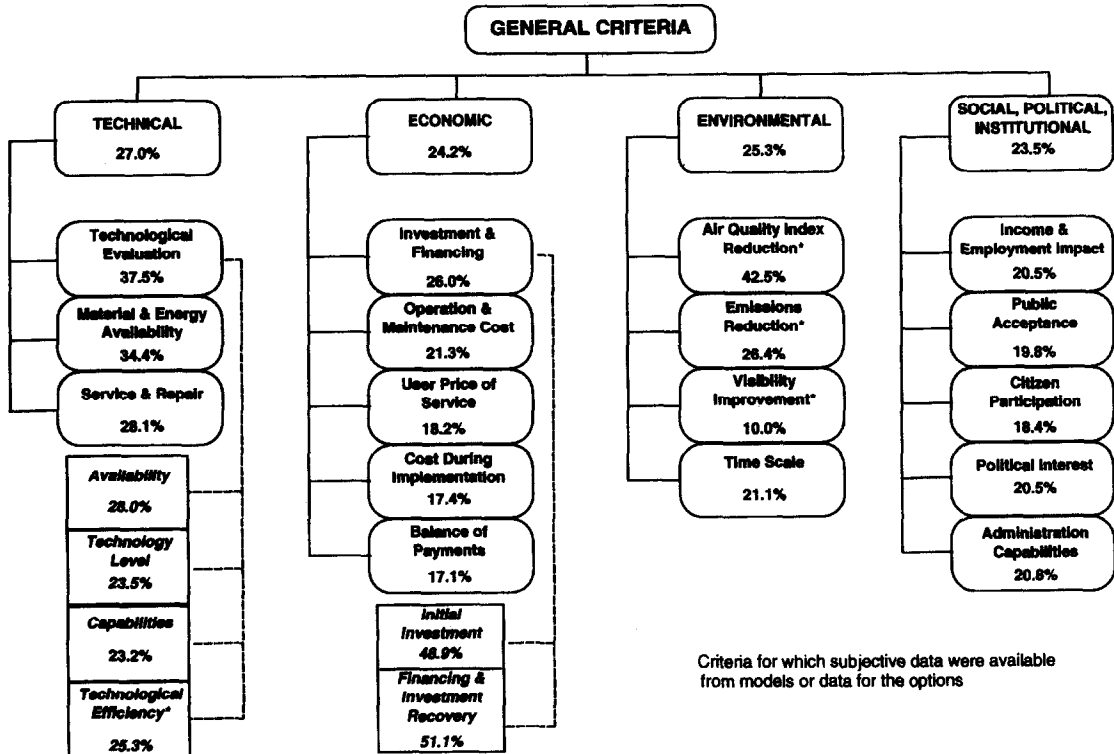 GENERAL CRITERIA
TECHNICAL
27.0%
Technological
Evaluation
37.5%
Material & Energy
Availability
34.4%
Service & Repair
28.1%
Availability
28.0%
Technology
Level
23.5%
Capabilities
23.2%
Technological
Efficiency*
25.3%
ECONOMIC
24.2%
Investment &
Financing
26.0%
Operation &
Maintenance Cost
21.3%
User Price of
Service
18.2%
Cost During
Implementation
17.4%
Balance of
Payments
17.1%
Initial
Investment
48.9%
Financing &
Investment
Recovery
51.1%
ENVIRONMENTAL
25.3%
Air Quality Index
Reduction*
42.5%
Emissions
Reduction*
26.4%
Visibility
Improvement*
10.0%
Time Scale
21.1%
SOCIAL, POLITICAL,
INSTITUTIONAL
23.5%
Income &
Employment Impact
20.5%
Public
Acceptance
19.8%
Citizen
Participation
18.4%
Political Interest
20.5%
Administration
Capabilities
20.8%
Criteria for which subjective data were available
from models or data for the options